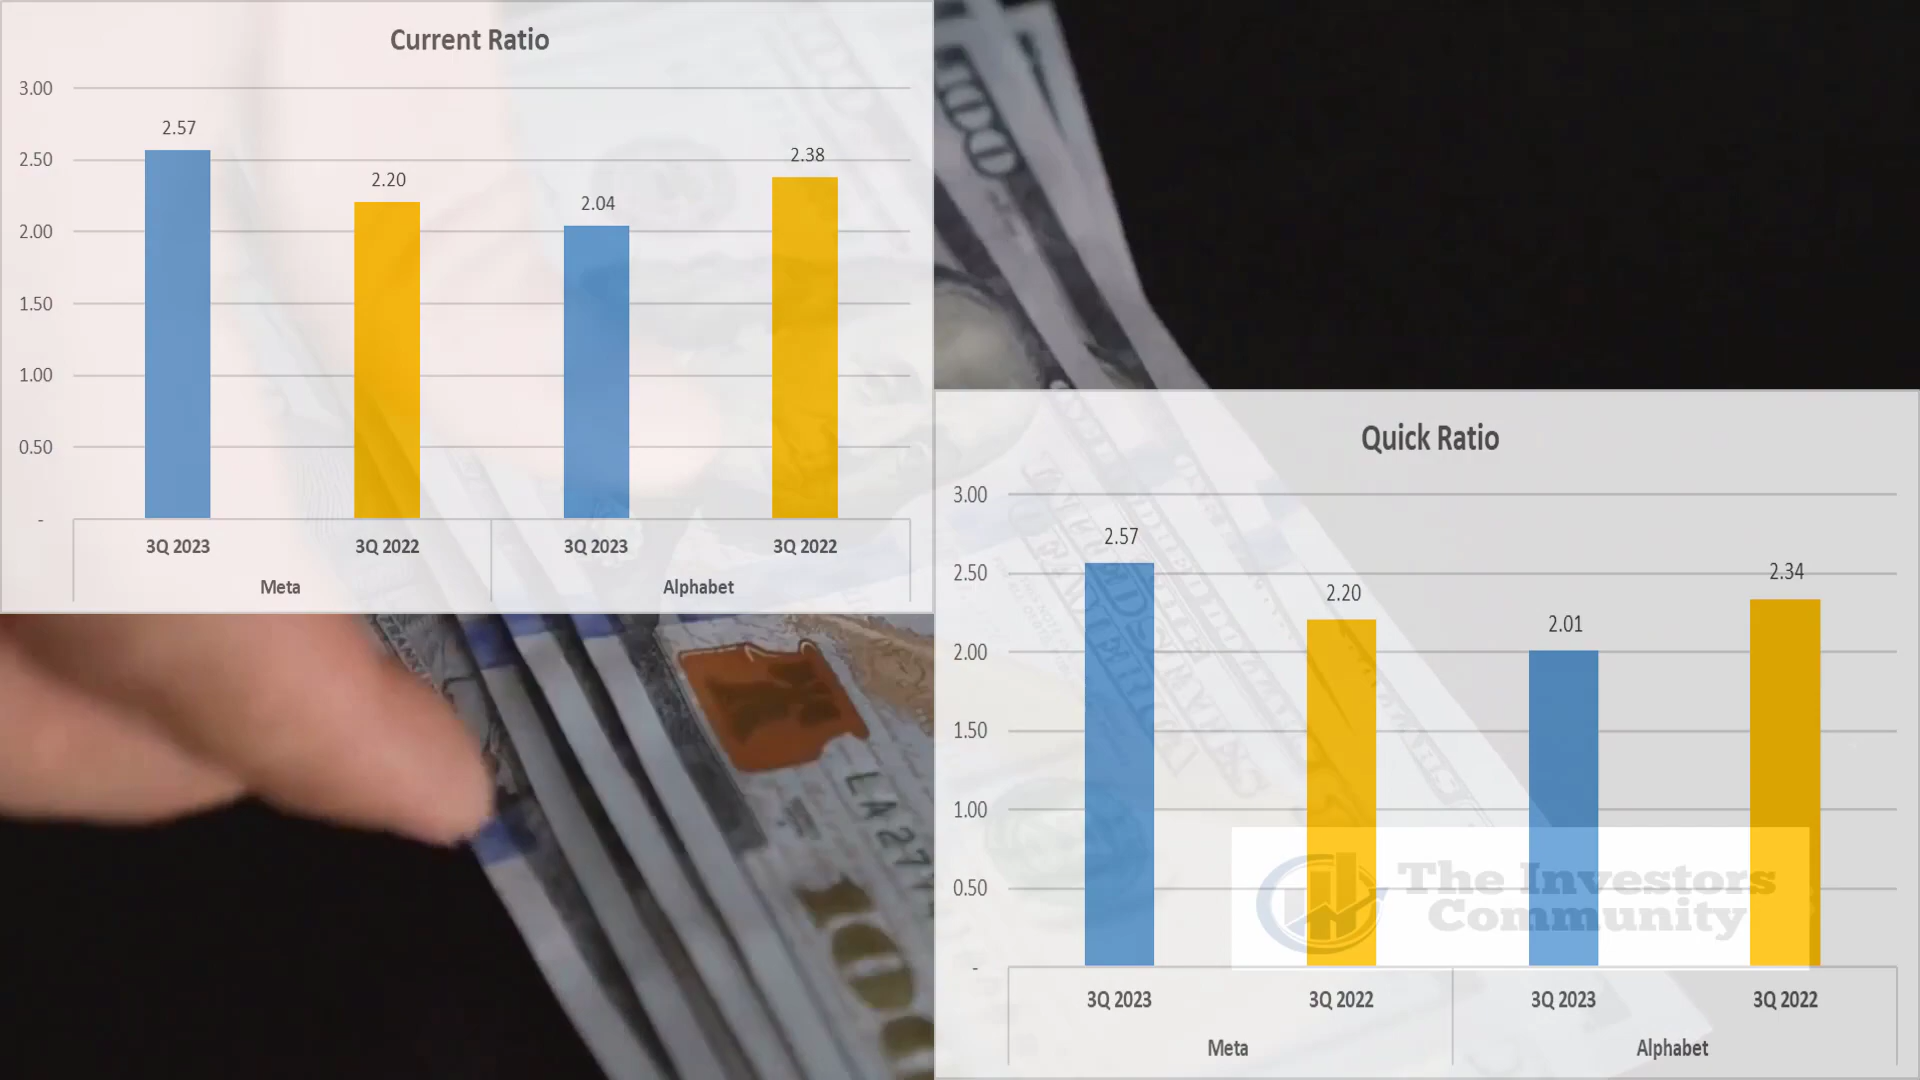 Current Ratio
3.00
2.50
2.00
1.50
1.00
0.50
-
2.57
2.20
2.04
2.38
3Q 2023
3Q 2022
3Q 2023
3Q 2022
Meta
Alphabet
100
Quick Ratio
3.00
2.50
2.00
1.50
1.00
0.50
-
2.57
2.20
2.01
2.34
3Q 2023
3Q 2022
3Q 2023
3Q 2022
Meta
Alphabet
The Investors
Community
100